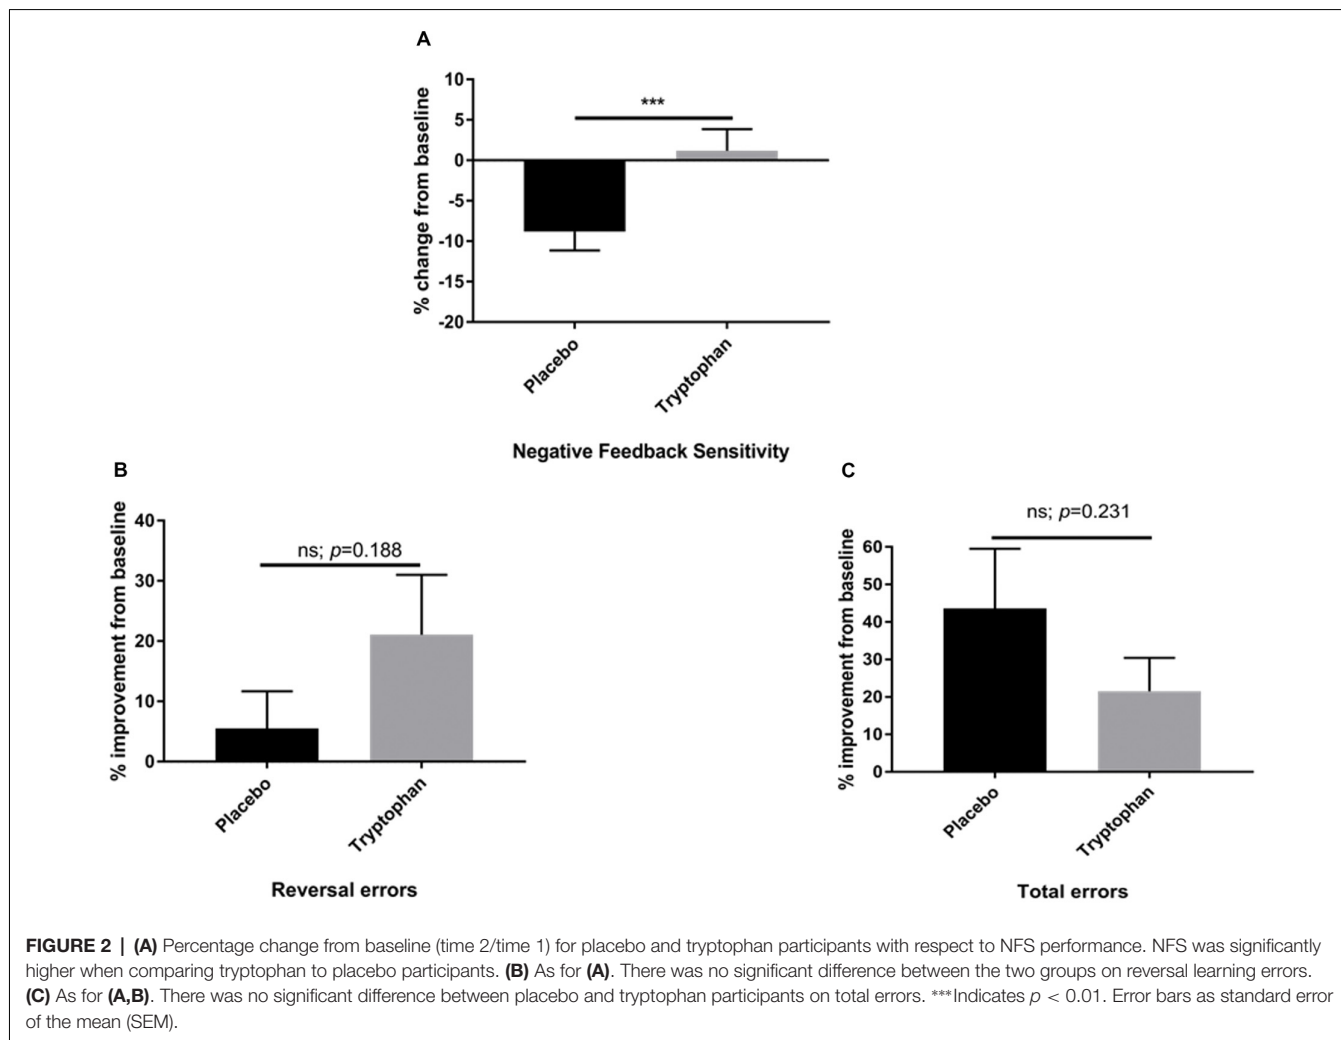 A
10
5
0
-5
-10
-15
-20
% change from baseline
***
Placebo
Tryptophan
Negative Feedback Sensitivity
B
40
30
20
10
0
% improvement from baseline
ns; p=0.188
Placebo
Tryptophan
Reversal errors
C
60
50
40
30
20
10
0
% improvement from baseline
ns; p=0.231
Placebo
Tryptophan
Total errors
FIGURE 2 | (A) Percentage change from baseline (time 2/time 1) for placebo and tryptophan participants with respect to NFS performance. NFS was significantly
higher when comparing tryptophan to placebo participants. (B) As for (A). There was no significant difference between the two groups on reversal learning errors.
(C) As for (A,B). There was no significant difference between placebo and tryptophan participants on total errors. ***Indicates p < 0.01. Error bars as standard error
of the mean (SEM).